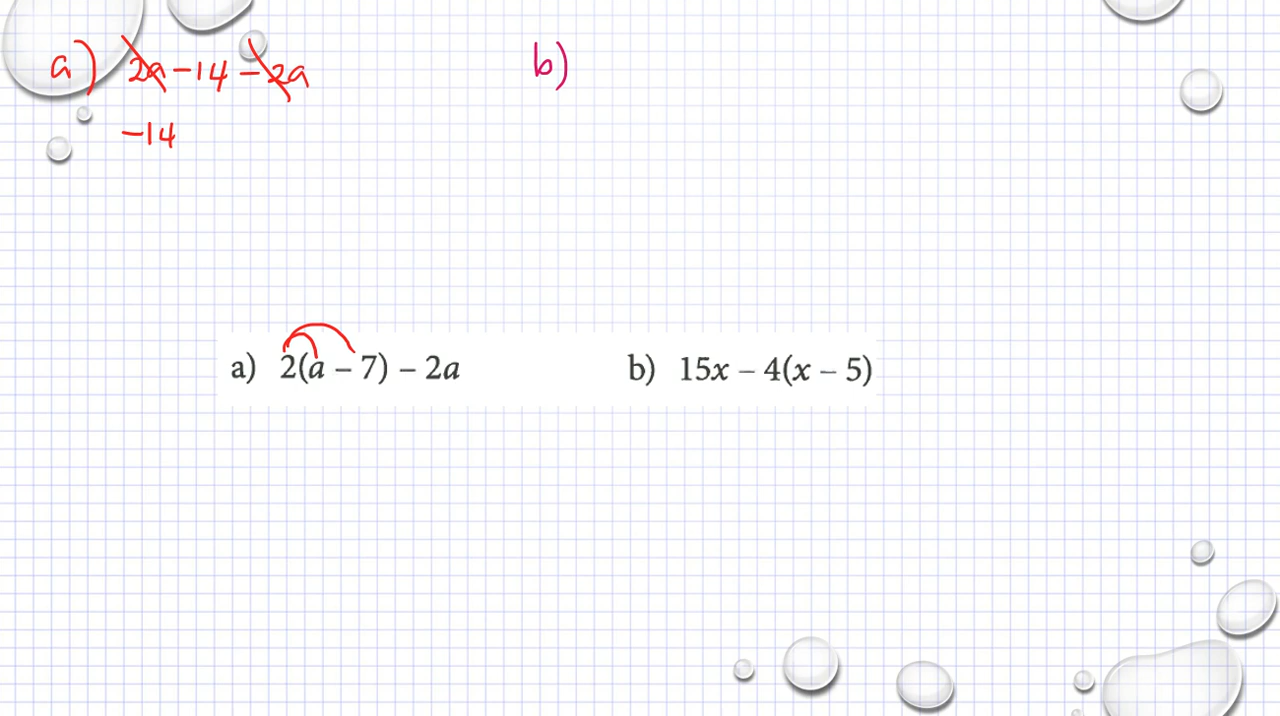 a) 2a - 14 - 2a
-14
b)
a) 2(a – 7) – 2a
b) 15x – 4(x – 5)